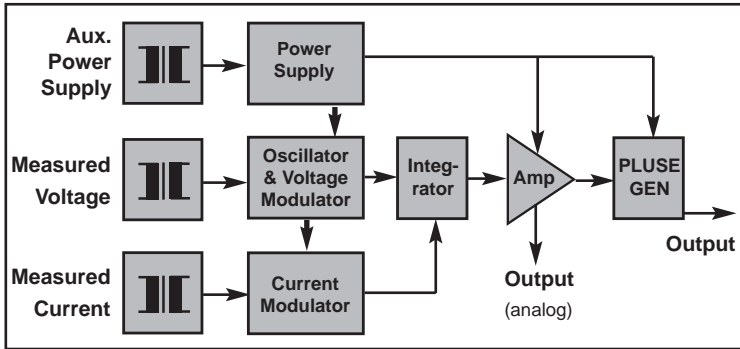 Aux.
Power
Supply
Power
Supply
Measured
Voltage
Oscillator
& Voltage
Modulator
Integ-
rator
Amp
PLUSE
GEN
Output
Measured
Current
Current
Modulator
Output
(analog)